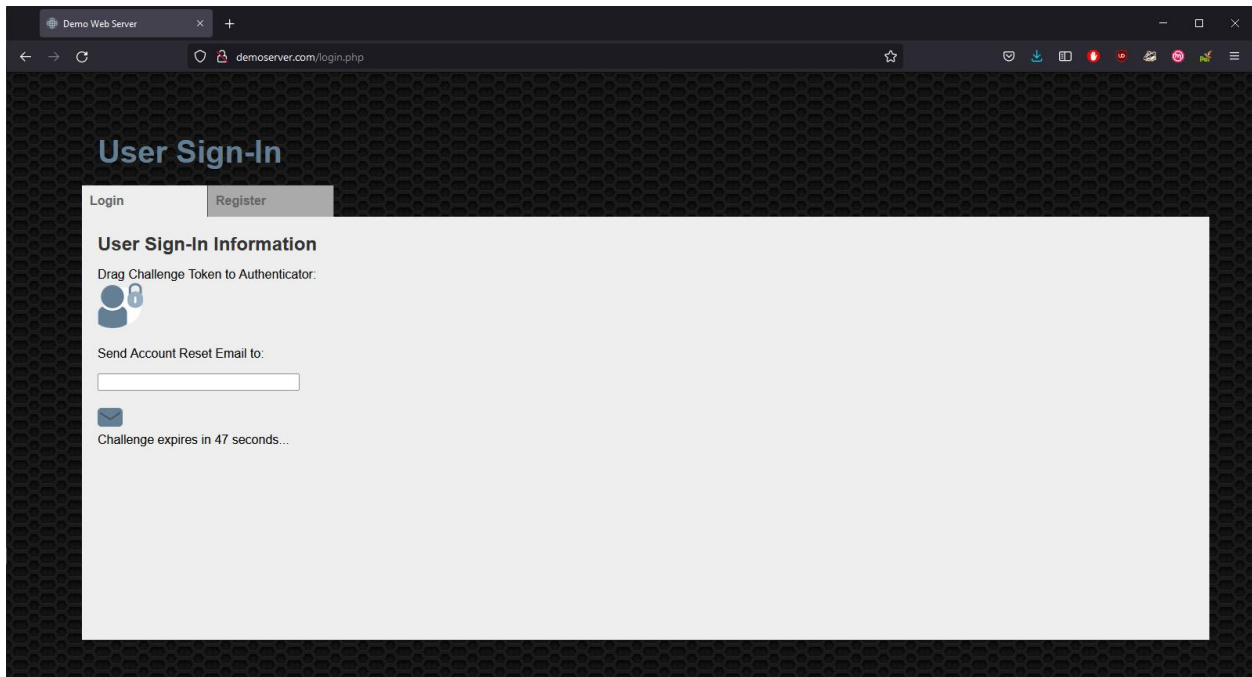 Demo Web Server
demoserver.com/login.php
User Sign-In
Login
Register
User Sign-In Information
Drag Challenge Token to Authenticator:
Send Account Reset Email to:
Challenge expires in 47 seconds...